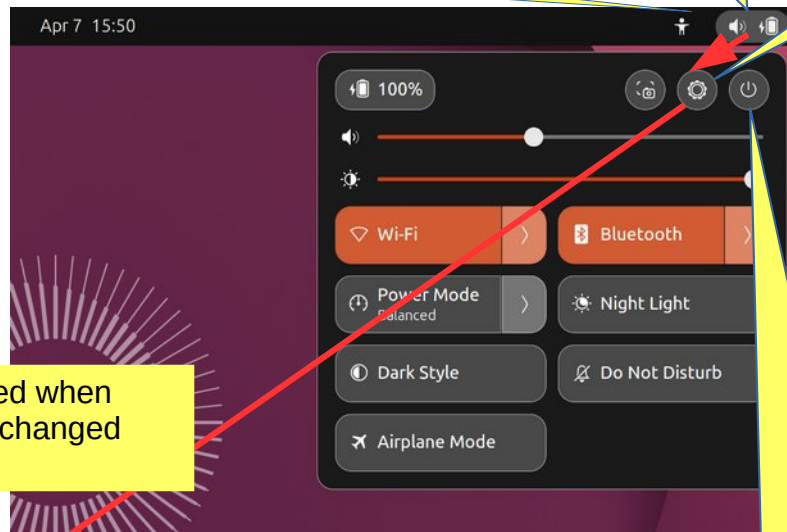 Apr 7 15:50
100%
Wi-Fi
Bluetooth
Power Mode
Balanced
Night Light
Dark Style
Do Not Disturb
Airplane Mode
ed when
changed